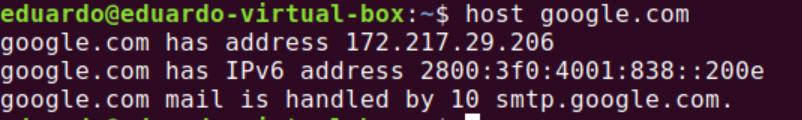 eduardo@eduardo-virtual-box:~$ host google.com
google.com has address 172.217.29.206
google.com has IPv6 address 2800:3f0:4001:838::200e
google.com mail is handled by 10 smtp.google.com.